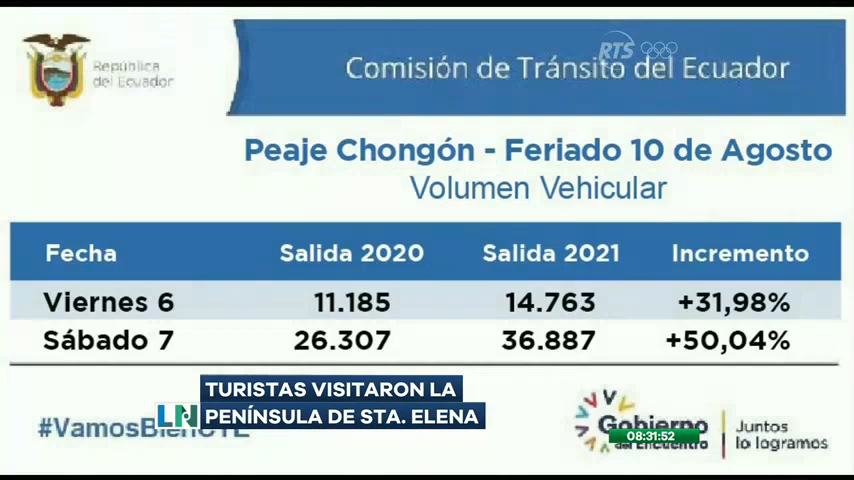 República
del Ecuador
RTS
Comisión de Tránsito del Ecuador
Peaje Chongón - Feriado 10 de Agosto
Volumen Vehicular
Fecha Salida 2020 Salida 2021 Incremento
Viernes 6 11.185 14.763 +31,98%
Sábado 7 26.307 36.887 +50,04%
TURISTAS VISITARON LA
LN PENÍNSULA DE STA. ELENA
#VamosBienCTE
Gobierno
del Encuentro
08:31:52
Juntos
lo logramos